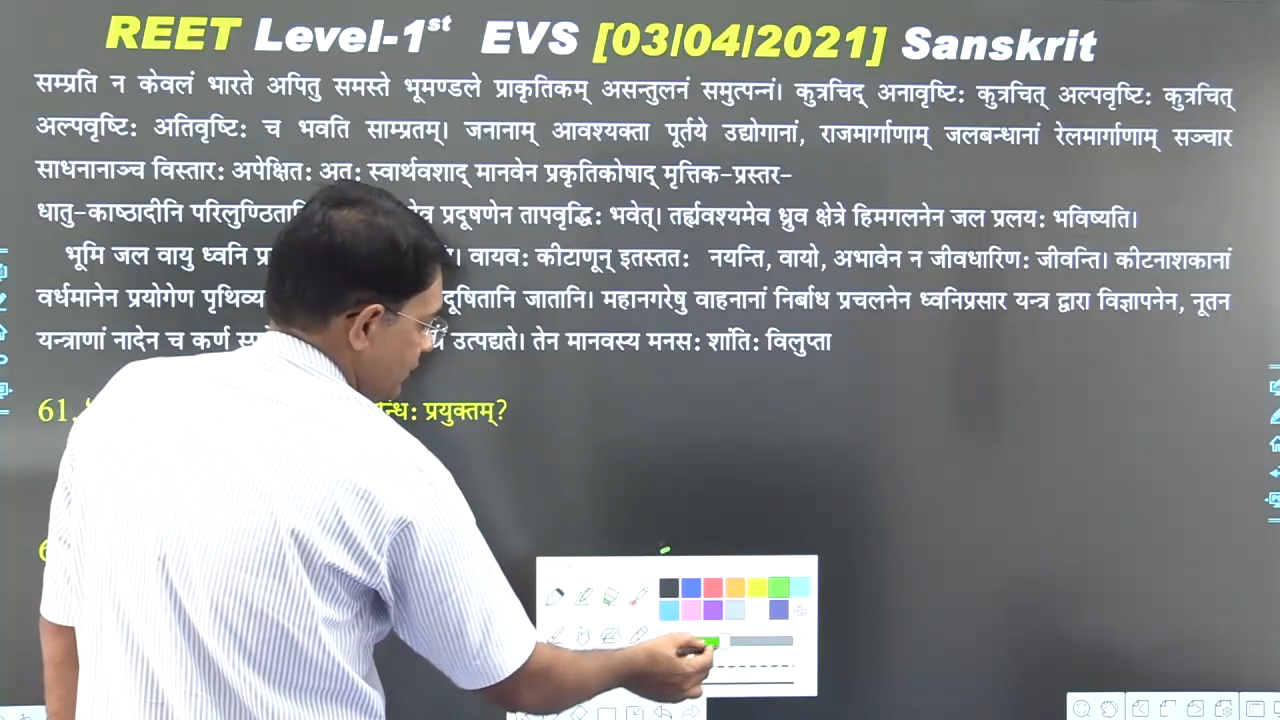 REET Level-1st EVS [03/04/2021] Sanskrit
सम्प्रति न केवलं भारते अपितु समस्ते भूमण्डले प्राकृतिकम् असन्तुलनं समुत्पन्नं। कुत्रचिद् अनावृष्टि: कुत्रचित् अल्पवृष्टि: कुत्रचित्
अल्पवृष्टि: अतिवृष्टि: च भवति साम्प्रतम्। जनानाम् आवश्यक्ता पूर्तये उद्योगानां, राजमार्गाणाम् जलबन्धानां रेलमार्गाणाम् सञ्चार
साधनानाञ्च विस्तार: अपेक्षित: अत: स्वार्थवशाद् मानवेन प्रकृतिकोषाद् मृत्तिक-प्रस्तर-
धातु-काष्ठादीनि प्रदूषणेन तापवृद्धि: भवेत्। तर्ह्यवश्यमेव ध्रुव क्षेत्रे हिमगलनेन जल प्रलय: भविष्यति।
भूमि जल वायु ध्वनि वायव: कीटाणून् इतस्तत: नयन्ति, वायो, अभावेन न जीवधारिण: जीवन्ति। कीटनाशकानां
वर्धमानेन प्रयोगेण जातानि। महानगरेषु वाहनानां निर्बाध प्रचलनेन ध्वनिप्रसार यन्त्र द्वारा विज्ञापनेन, नूतन
यन्त्राणां नादेन च कर्ण उत्पद्यते। तेन मानवस्य मनस: शांति: विलुप्ता
61. प्रयुक्तम्?